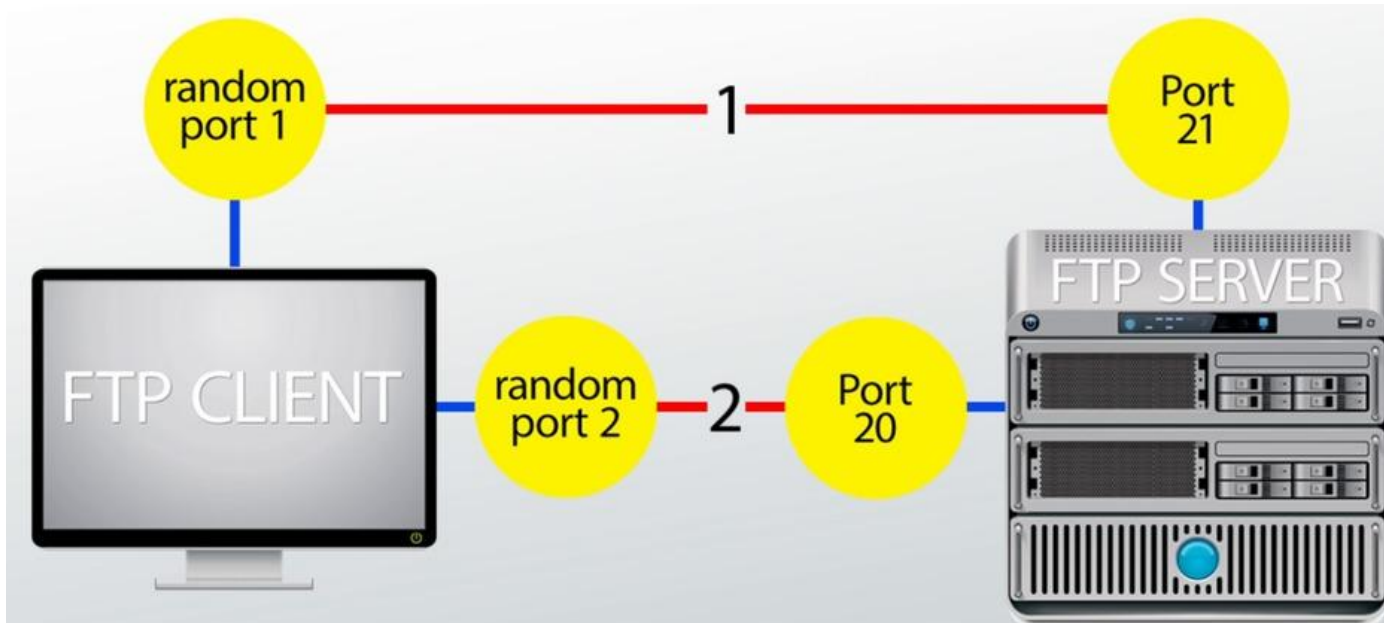 random
port 1
1
Port
21
FTP CLIENT
random
port 2
2
Port
20
FTP SERVER